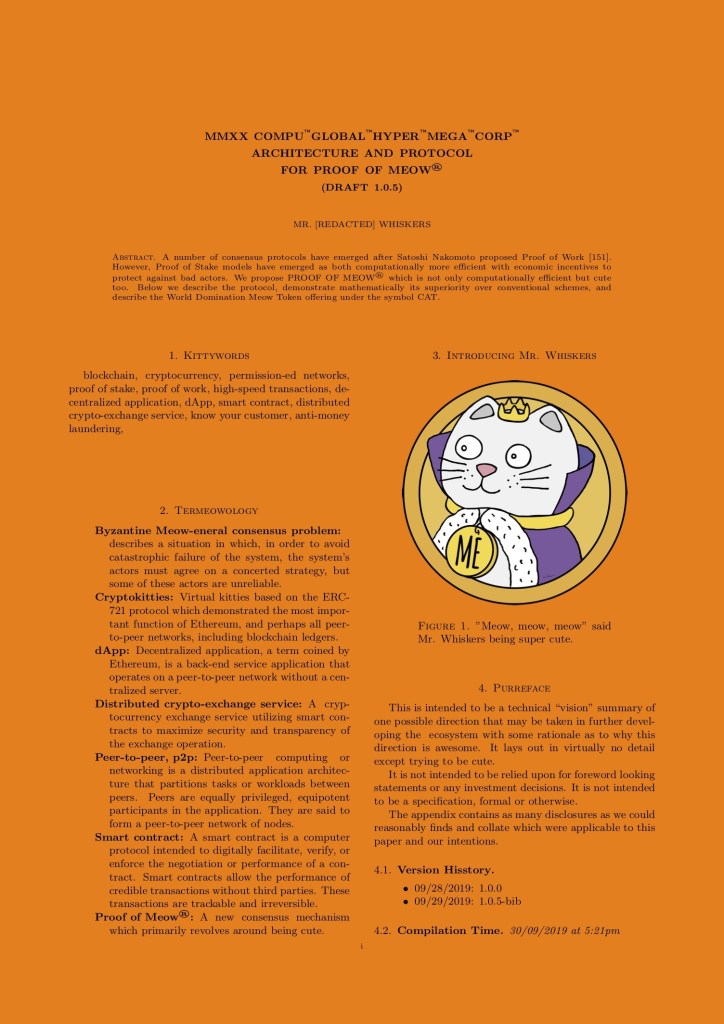 MMXX COMPU™GLOBAL™HYPER™MEGA™CORP™
ARCHITECTURE AND PROTOCOL
FOR PROOF OF MEOW®
(DRAFT 1.0.5)
MR. [REDACTED] WHISKERS
Abstract. A number of consensus protocols have emerged after Satoshi Nakomoto proposed Proof of Work [151].
However, Proof of Stake models have emerged as both computationally more efficient with economic incentives to
protect against bad actors. We propose PROOF OF MEOW® which is not only computationally efficient but cute
too. Below we describe the protocol, demonstrate mathematically its superiority over conventional schemes, and
describe the World Domination Meow Token offering under the symbol CAT.
1. Kittywords
blockchain, cryptocurrency, permission-ed networks,
proof of stake, proof of work, high-speed transactions, de-
centralized application, dApp, smart contract, distributed
crypto-exchange service, know your customer, anti-money
laundering,
2. Termeowology
Byzantine Meow-eneral consensus problem:
describes a situation in which, in order to avoid
catastrophic failure of the system, the system's
actors must agree on a concerted strategy, but
some of these actors are unreliable.
Cryptokitties: Virtual kitties based on the ERC-
721 protocol which demonstrated the most impor-
tant function of Ethereum, and perhaps all peer-
to-peer networks, including blockchain ledgers.
dApp: Decentralized application, a term coined by
Ethereum, is a back-end service application that
operates on a peer-to-peer network without a cen-
tralized server.
Distributed crypto-exchange service: A cryp-
tocurrency exchange service utilizing smart con-
tracts to maximize security and transparency of
the exchange operation.
Peer-to-peer, p2p: Peer-to-peer computing or
networking is a distributed application architec-
ture that partitions tasks or workloads between
peers. Peers are equally privileged, equipotent
participants in the application. They are said to
form a peer-to-peer network of nodes.
Smart contract: A smart contract is a computer
protocol intended to digitally facilitate, verify, or
enforce the negotiation or performance of a con-
tract. Smart contracts allow the performance of
credible transactions without third parties. These
transactions are trackable and irreversible.
Proof of Meow®: A new consensus mechanism
which primarily revolves around being cute.
3. Introducing Mr. Whiskers
ME
Figure 1. "Meow, meow, meow" said
Mr. Whiskers being super cute.
4. Purreface
This is intended to be a technical “vision” summary of
one possible direction that may be taken in further devel-
oping the ecosystem with some rationale as to why this
direction is awesome. It lays out in virtually no detail
except trying to be cute.
It is not intended to be relied upon for foreword looking
statements or any investment decisions. It is not intended
to be a specification, formal or otherwise.
The appendix contains as many disclosures as we could
reasonably finds and collate which were applicable to this
paper and our intentions.
4.1. Version Hisstory.
• 09/28/2019: 1.0.0
• 09/29/2019: 1.0.5-bib
4.2. Compilation Time. 30/09/2019 at 5:21pm
i